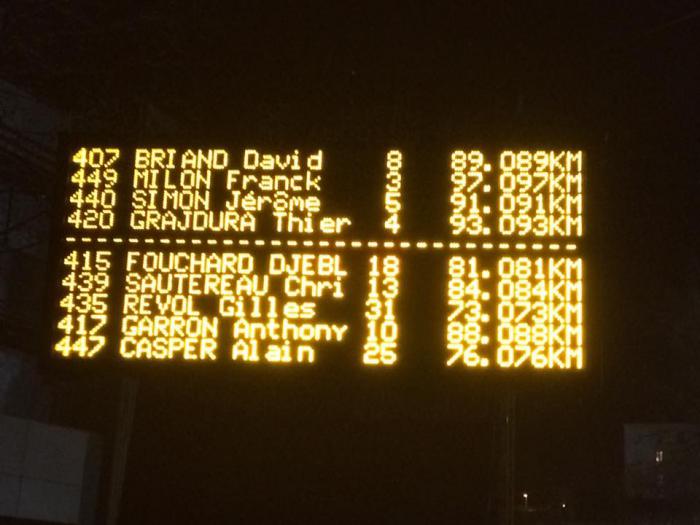 407 BRIAND David 8 89.089KM
449 MILON Franck 3 97.097KM
440 SIMON Jérôme 5 91.091KM
420 GRAJDURA Thier 4 93.093KM
415 FOUCHARD DJEBL 18 81.081KM
439 SAUTEREAU Chri 13 84.084KM
435 REVOL Gilles 31 73.073KM
417 GARRON Anthony 10 88.088KM
447 CASPER Alain 25 76.076KM